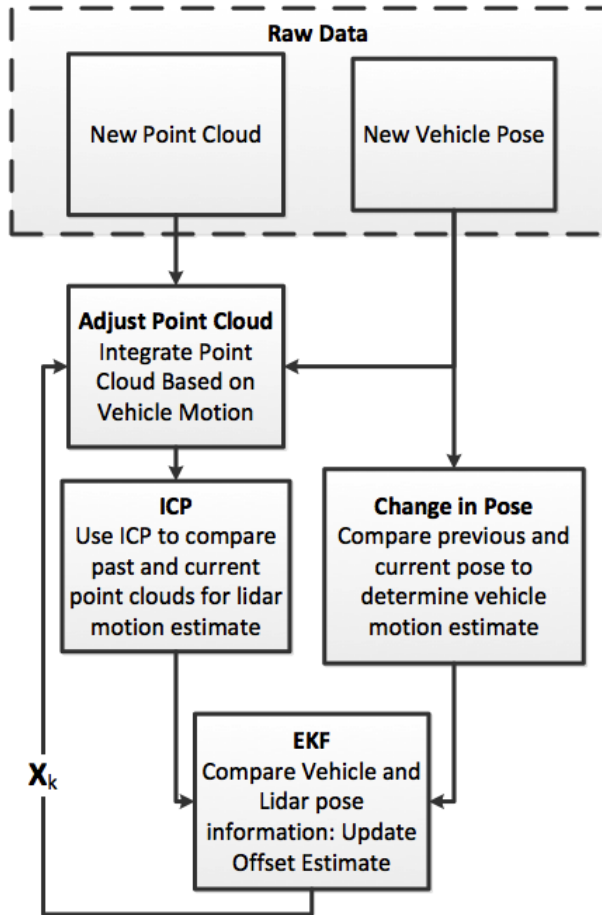 Raw Data
New Point Cloud
New Vehicle Pose
Adjust Point Cloud
Integrate Point
Cloud Based on
Vehicle Motion
ICP
Use ICP to compare
past and current
point clouds for lidar
motion estimate
Change in Pose
Compare previous and
current pose to
determine vehicle
motion estimate
EKF
Compare Vehicle and
Lidar pose
information: Update
Offset Estimate
Xk